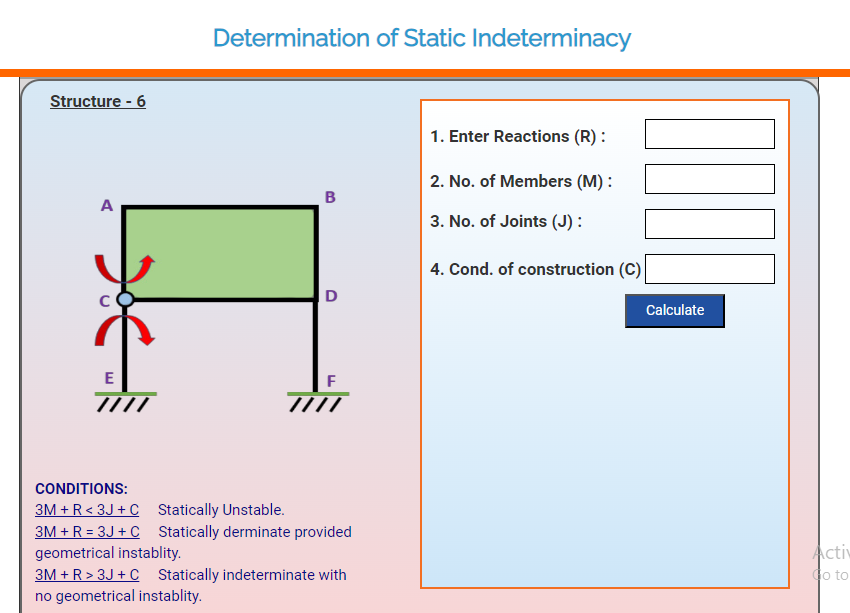 Determination of Static Indeterminacy
Structure - 6
A
B
C
D
E
F
1. Enter Reactions (R) :
2. No. of Members (M) :
3. No. of Joints (J) :
4. Cond. of construction (C)
Calculate
CONDITIONS:
3M + R < 3J + C Statically Unstable.
3M + R = 3J + C Statically derminate provided
geometrical instablity.
3M + R > 3J + C Statically indeterminate with
no geometrical instablity.
Go to